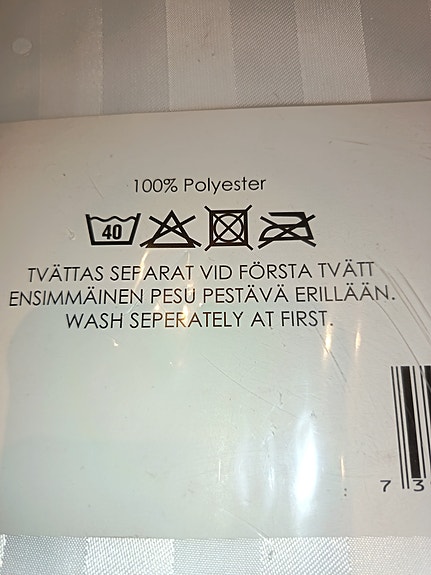 100% Polyester
40
TVÄTTAS SEPARAT VID FÖRSTA TVÄTT
ENSIMMÄINEN PESU PESTÄVÄ ERILLÄÄN.
WASH SEPERATELY AT FIRST.
7 3